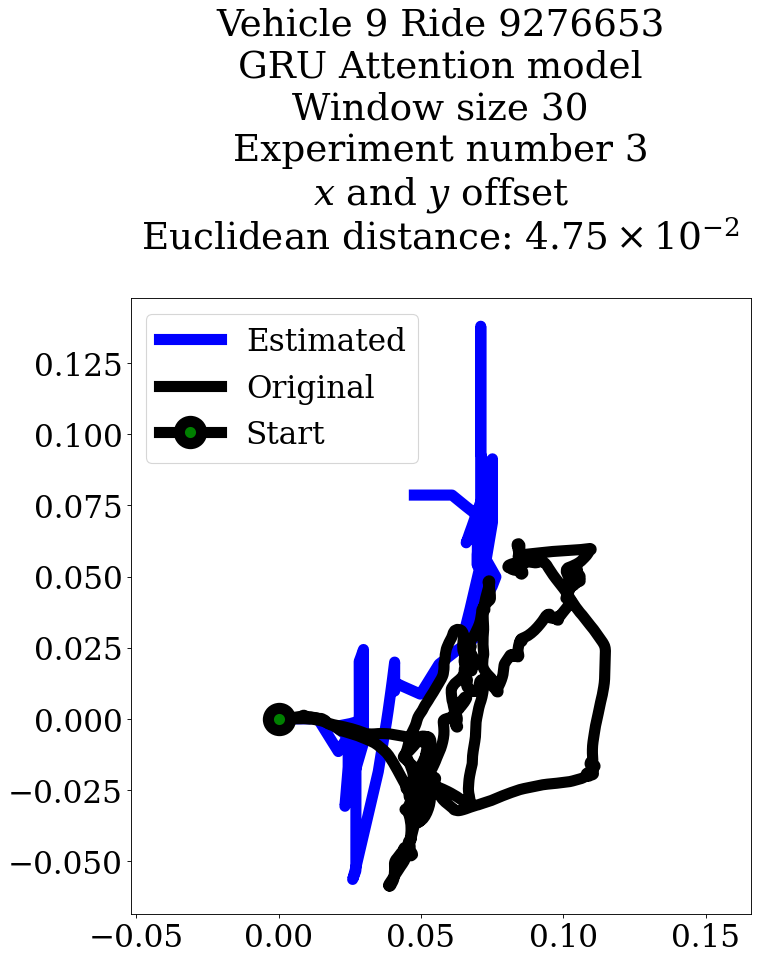 Vehicle 9 Ride 9276653
GRU Attention model
Window size 30
Experiment number 3
x and y offset
Euclidean distance: 4.75 × 10⁻²
Estimated
Original
Start
0.125
0.100
0.075
0.050
0.025
0.000
−0.025
−0.050
−0.05 0.00 0.05 0.10 0.15